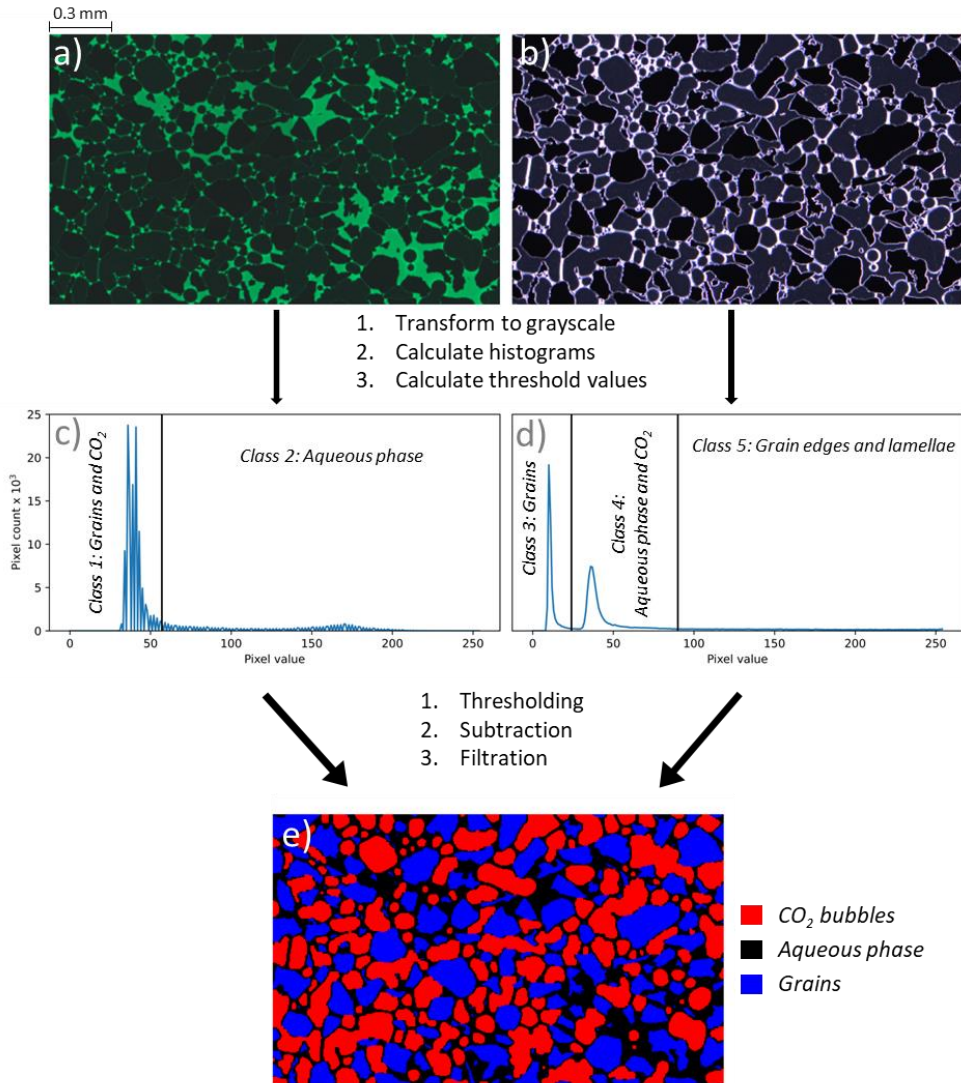 0.3 mm
a)
b)
1. Transform to grayscale
2. Calculate histograms
3. Calculate threshold values
c)
Class 1: Grains and CO₂
Class 2: Aqueous phase
Pixel count x 10³
25
20
15
10
5
0
0 50 100 150 200 250
Pixel value
d)
Class 3: Grains
Class 4:
Aqueous phase and CO₂
Class 5: Grain edges and lamellae
0 50 100 150 200 250
Pixel value
1. Thresholding
2. Subtraction
3. Filtration
e)
CO₂ bubbles
Aqueous phase
Grains